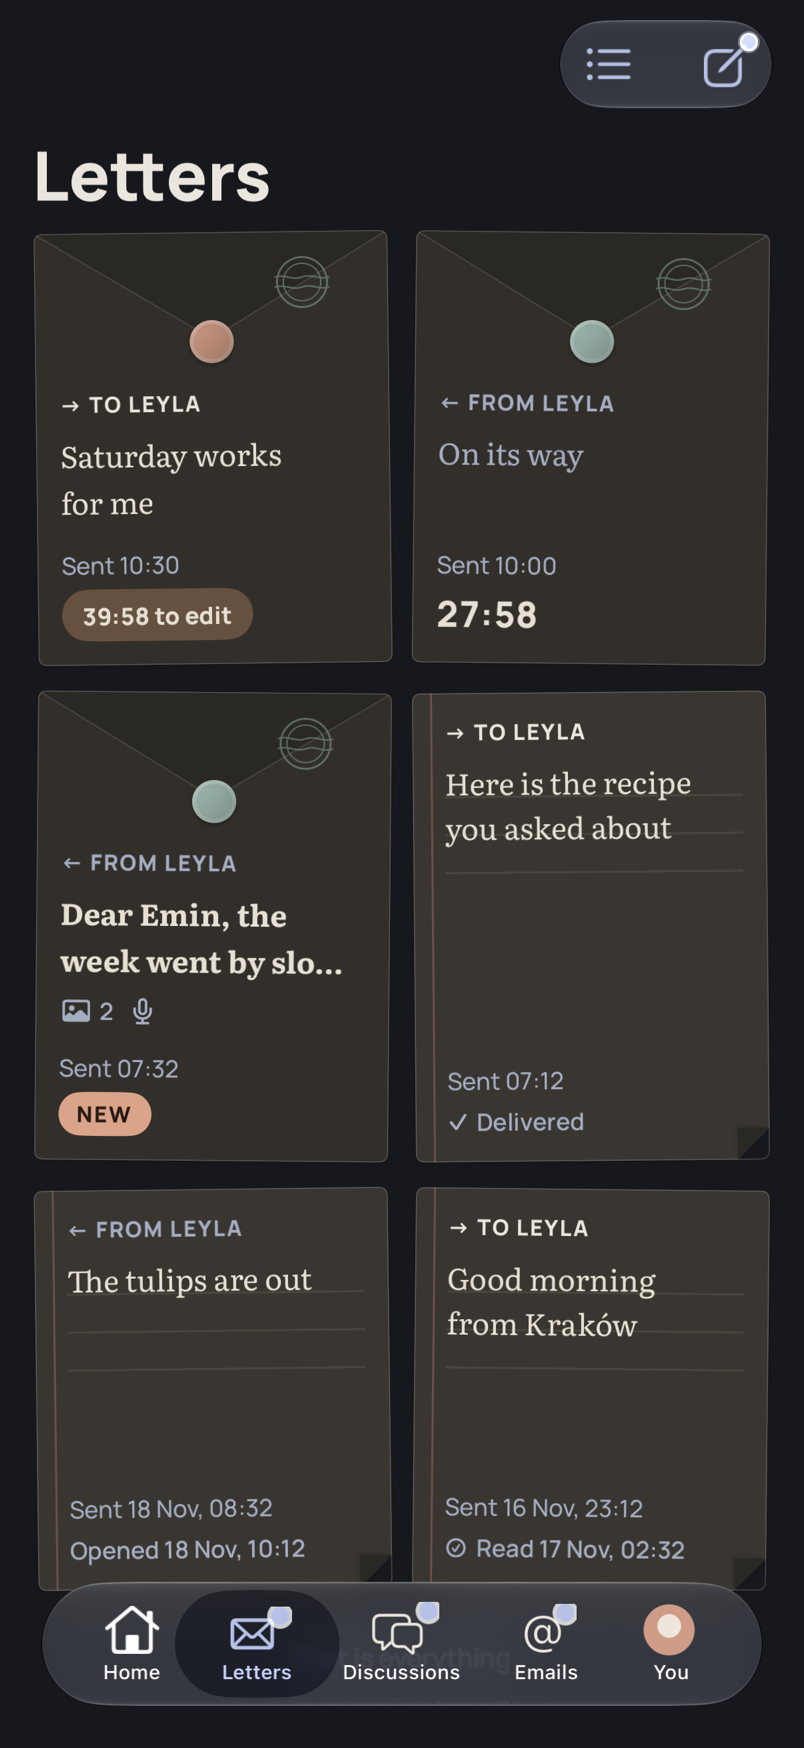 Letters
→ TO LEYLA
Saturday works
for me
Sent 10:30
39:58 to edit
← FROM LEYLA
On its way
Sent 10:00
27:58
← FROM LEYLA
Dear Emin, the
week went by slo...
2
Sent 07:32
NEW
→ TO LEYLA
Here is the recipe
you asked about
Sent 07:12
Delivered
← FROM LEYLA
The tulips are out
Sent 18 Nov, 08:32
Opened 18 Nov, 10:12
→ TO LEYLA
Good morning
from Kraków
Sent 16 Nov, 23:12
Read 17 Nov, 02:32
is everything
Home
Letters
Discussions
Emails
You